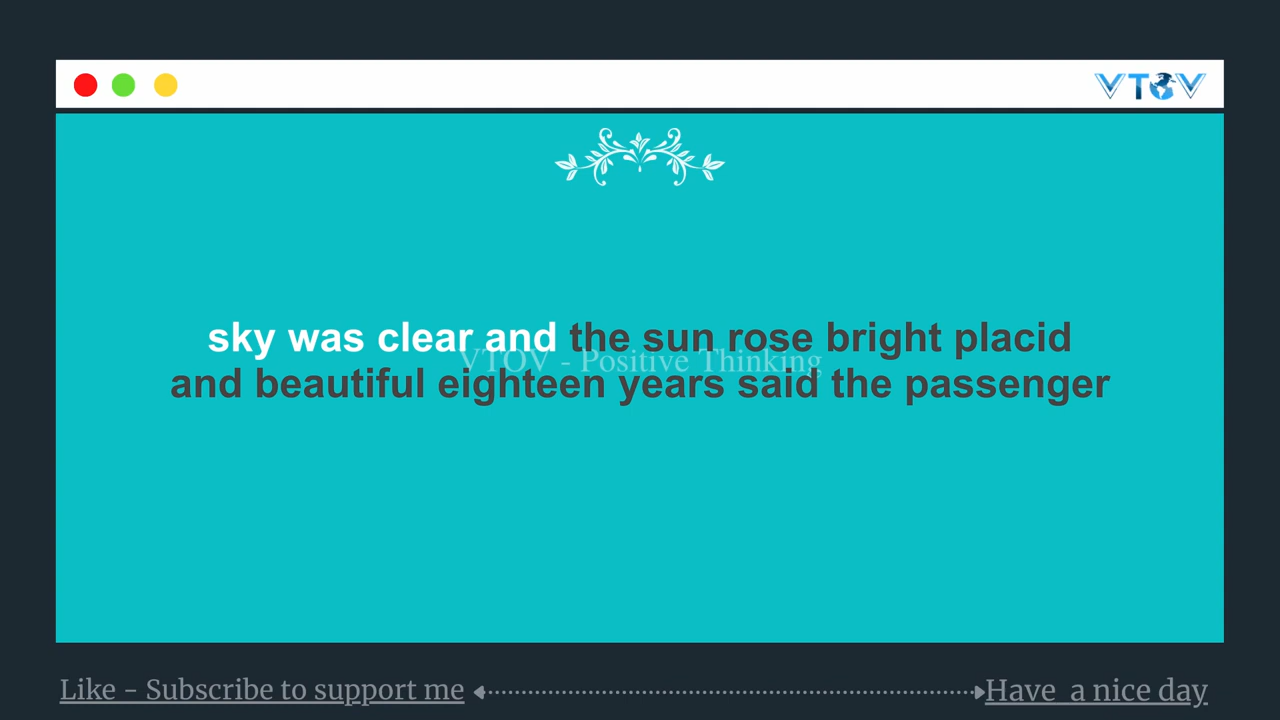 VTOV
sky was clear and the sun rose bright placid
VTOV - Positive Thinking
and beautiful eighteen years said the passenger
Like - Subscribe to support me
Have a nice day